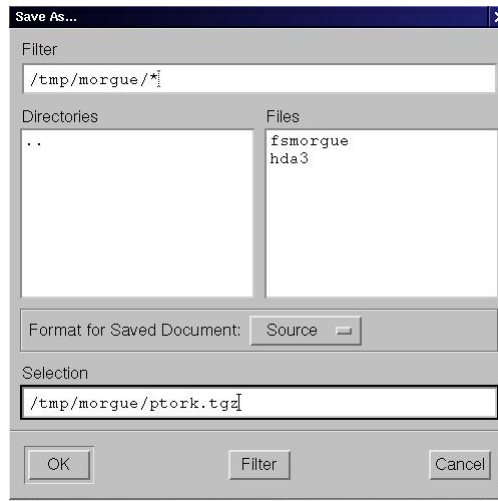 Save As...
Filter
/tmp/morgue/*
Directories
Files
..
fsmorgue
hda3
Format for Saved Document: Source
Selection
/tmp/morgue/ptork.tgz
OK Filter Cancel